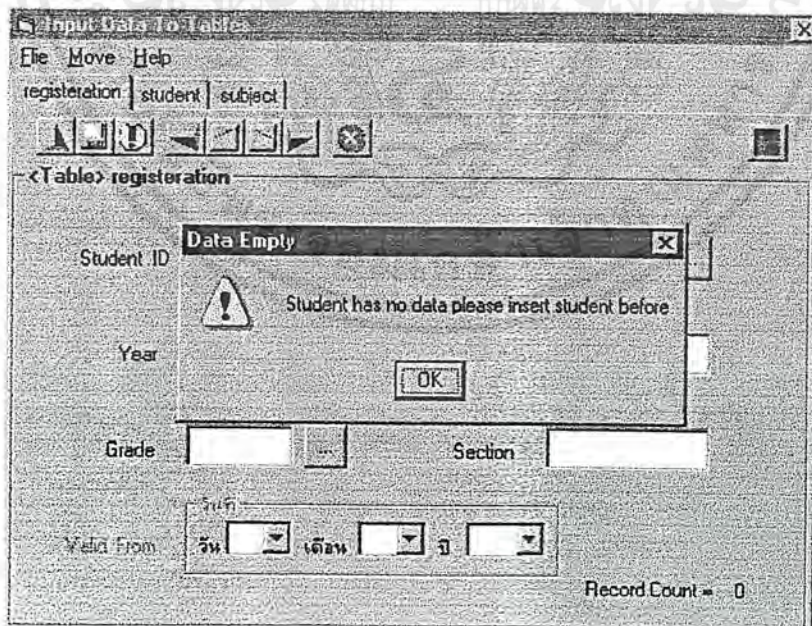 Input Data To Tables
File Move Help
registeration student subject
<Table> registeration
Data Empty
Student ID
Student has no data please insert student before
Year
OK
Grade ... Section
วันที่
Valid From วัน เดือน ปี
Record Count = 0